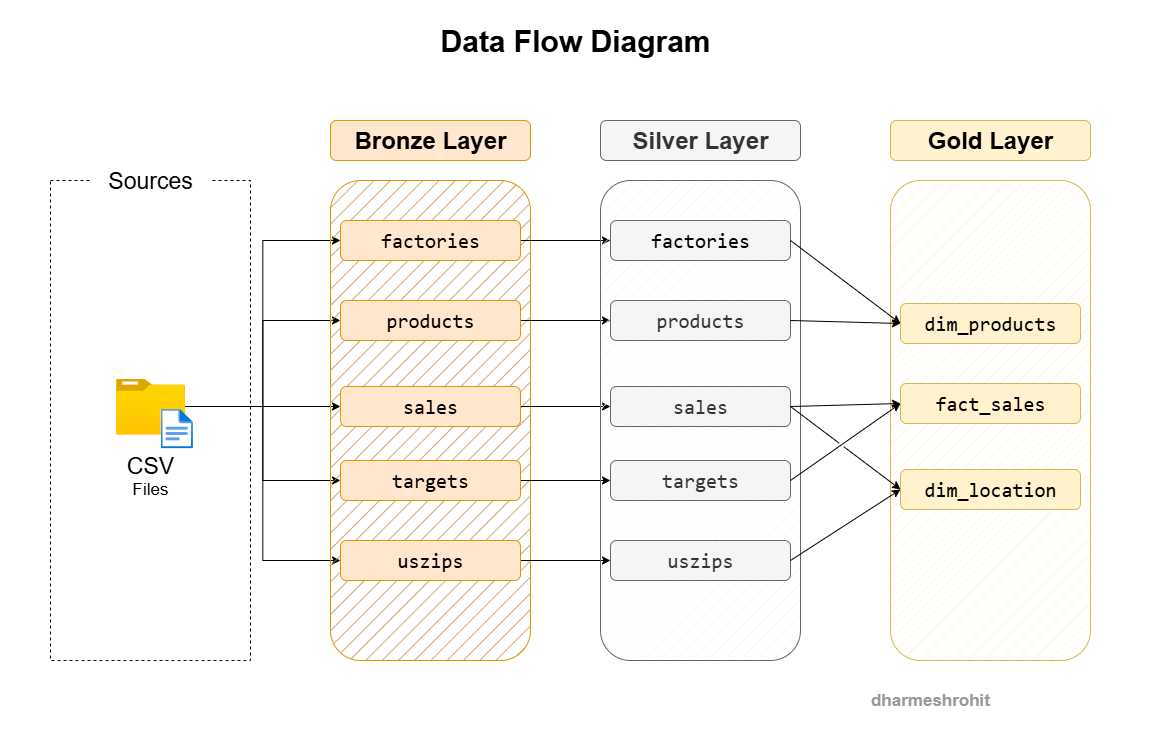 Data Flow Diagram
Sources
CSV
Files
Bronze Layer
factories
products
sales
targets
uszips
Silver Layer
factories
products
sales
targets
uszips
Gold Layer
dim_products
fact_sales
dim_location
dharmeshrohit